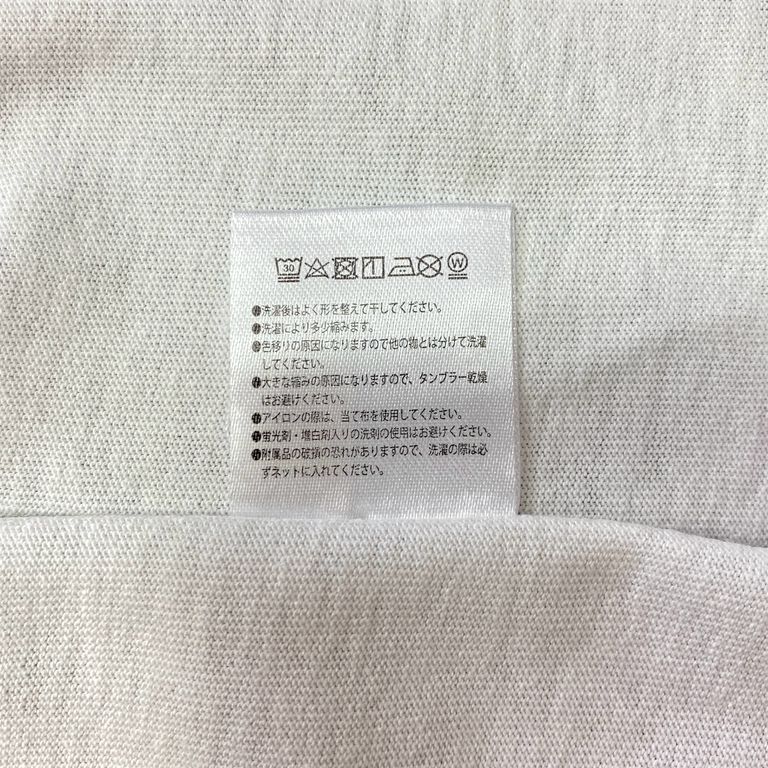 30 W
●洗濯後はよく形を整えて干してください。
●洗濯により多少縮みます。
●色移りの原因になりますので他の物とは分けて洗濯
してください。
●大きな縮みの原因になりますので、タンブラー乾燥
はお避けください。
●アイロンの際は、当て布を使用してください。
●蛍光剤・増白剤入りの洗剤の使用はお避けください。
●附属品の破損の恐れがありますので、洗濯の際は必
ずネットに入れてください。